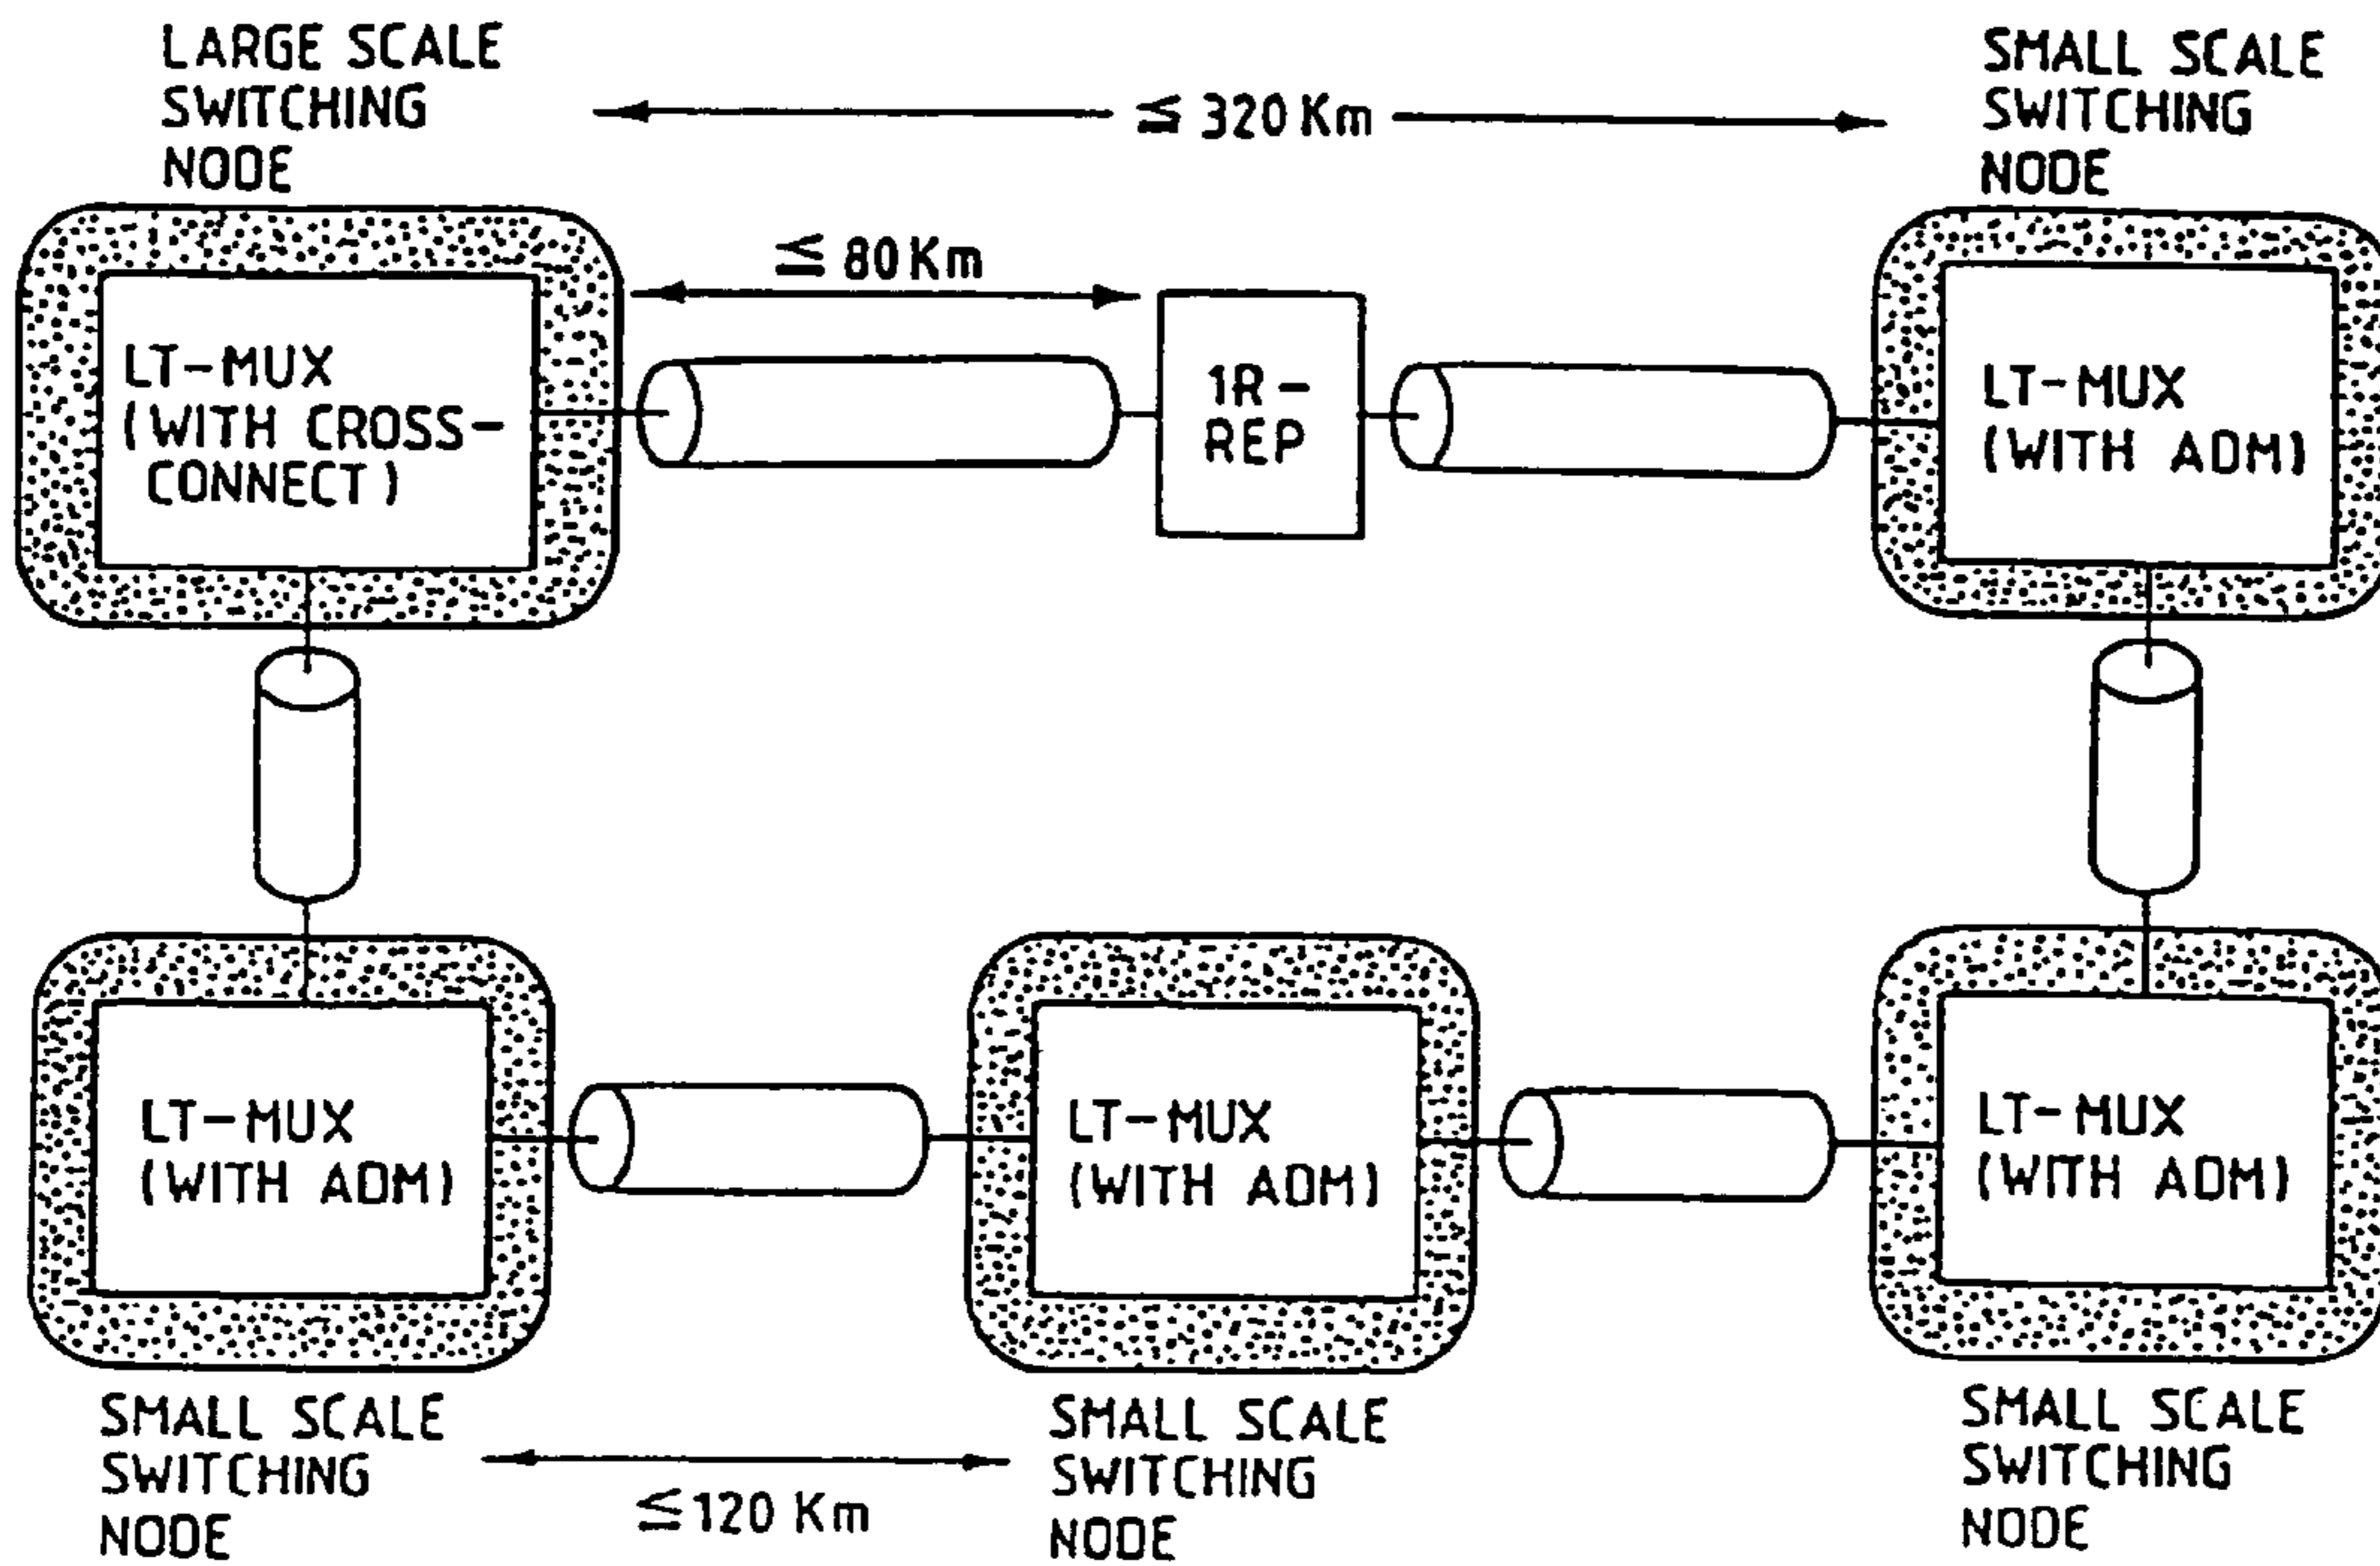 LARGE SCALE
SWITCHING
NODE
≦ 320 Km
SMALL SCALE
SWITCHING
NODE
≦ 80 Km
LT-MUX
(WITH CROSS-
CONNECT)
1R-
REP
LT-MUX
(WITH ADM)
LT-MUX
(WITH ADM)
LT-MUX
(WITH ADM)
LT-MUX
(WITH ADM)
SMALL SCALE
SWITCHING
NODE
≦120 Km
SMALL SCALE
SWITCHING
NODE
SMALL SCALE
SWITCHING
NODE